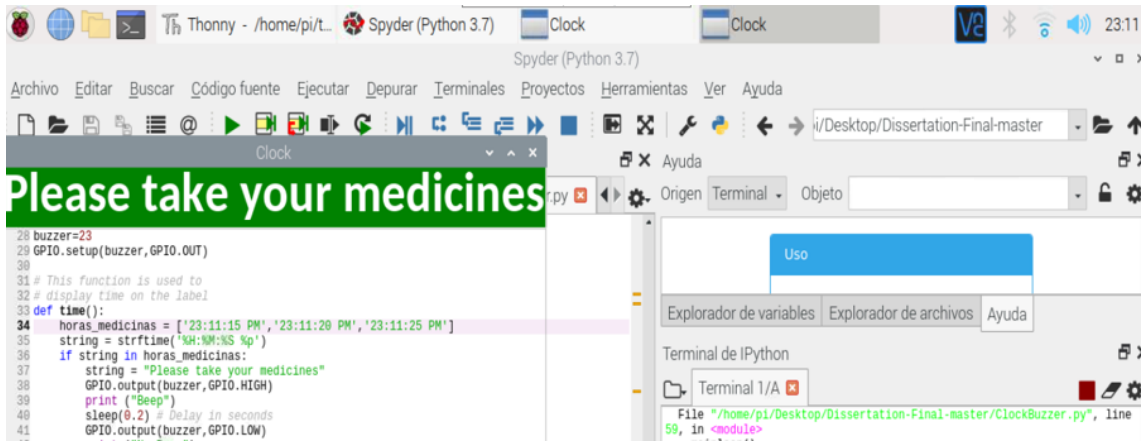 Thonny - /home/pi/t... Spyder (Python 3.7) Clock Clock 23:11
Spyder (Python 3.7)
Archivo Editar Buscar Código fuente Ejecutar Depurar Terminales Proyectos Herramientas Ver Ayuda
i/Desktop/Dissertation-Final-master
Clock
Please take your medicines
r.py
28 buzzer=23
29 GPIO.setup(buzzer,GPIO.OUT)
30
31 # This function is used to
32 # display time on the label
33 def time():
34 horas_medicinas = ['23:11:15 PM','23:11:20 PM','23:11:25 PM']
35 string = strftime('%H:%M:%S %p')
36 if string in horas_medicinas:
37 string = "Please take your medicines"
38 GPIO.output(buzzer,GPIO.HIGH)
39 print ("Beep")
40 sleep(0.2) # Delay in seconds
41 GPIO.output(buzzer,GPIO.LOW)
Ayuda
Origen Terminal Objeto
Uso
Explorador de variables Explorador de archivos Ayuda
Terminal de IPython
Terminal 1/A
File "/home/pi/Desktop/Dissertation-Final-master/ClockBuzzer.py", line
59, in <module>